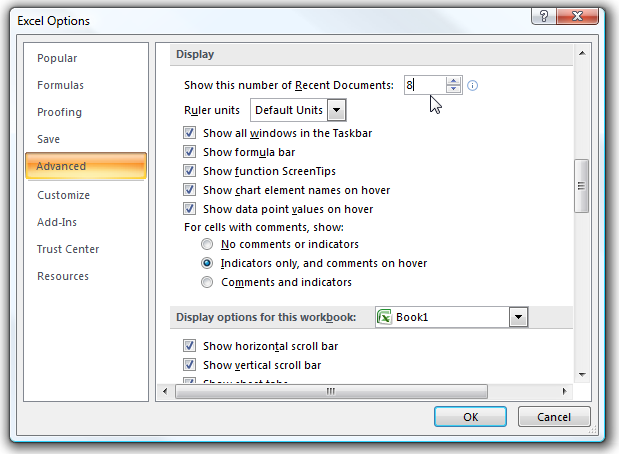 Excel Options
Popular
Formulas
Proofing
Save
Advanced
Customize
Add-Ins
Trust Center
Resources
Display
Show this number of Recent Documents: 8
Ruler units Default Units
Show all windows in the Taskbar
Show formula bar
Show function ScreenTips
Show chart element names on hover
Show data point values on hover
For cells with comments, show:
No comments or indicators
Indicators only, and comments on hover
Comments and indicators
Display options for this workbook: Book1
Show horizontal scroll bar
Show vertical scroll bar
Show sheet tabs
OK Cancel